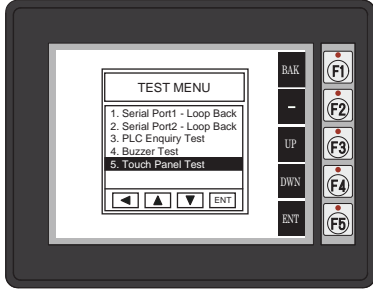 TEST MENU
1. Serial Port1 - Loop Back
2. Serial Port2 - Loop Back
3. PLC Enquiry Test
4. Buzzer Test
5. Touch Panel Test
ENT
BAK
-
UP
DWN
ENT
F1
F2
F3
F4
F5